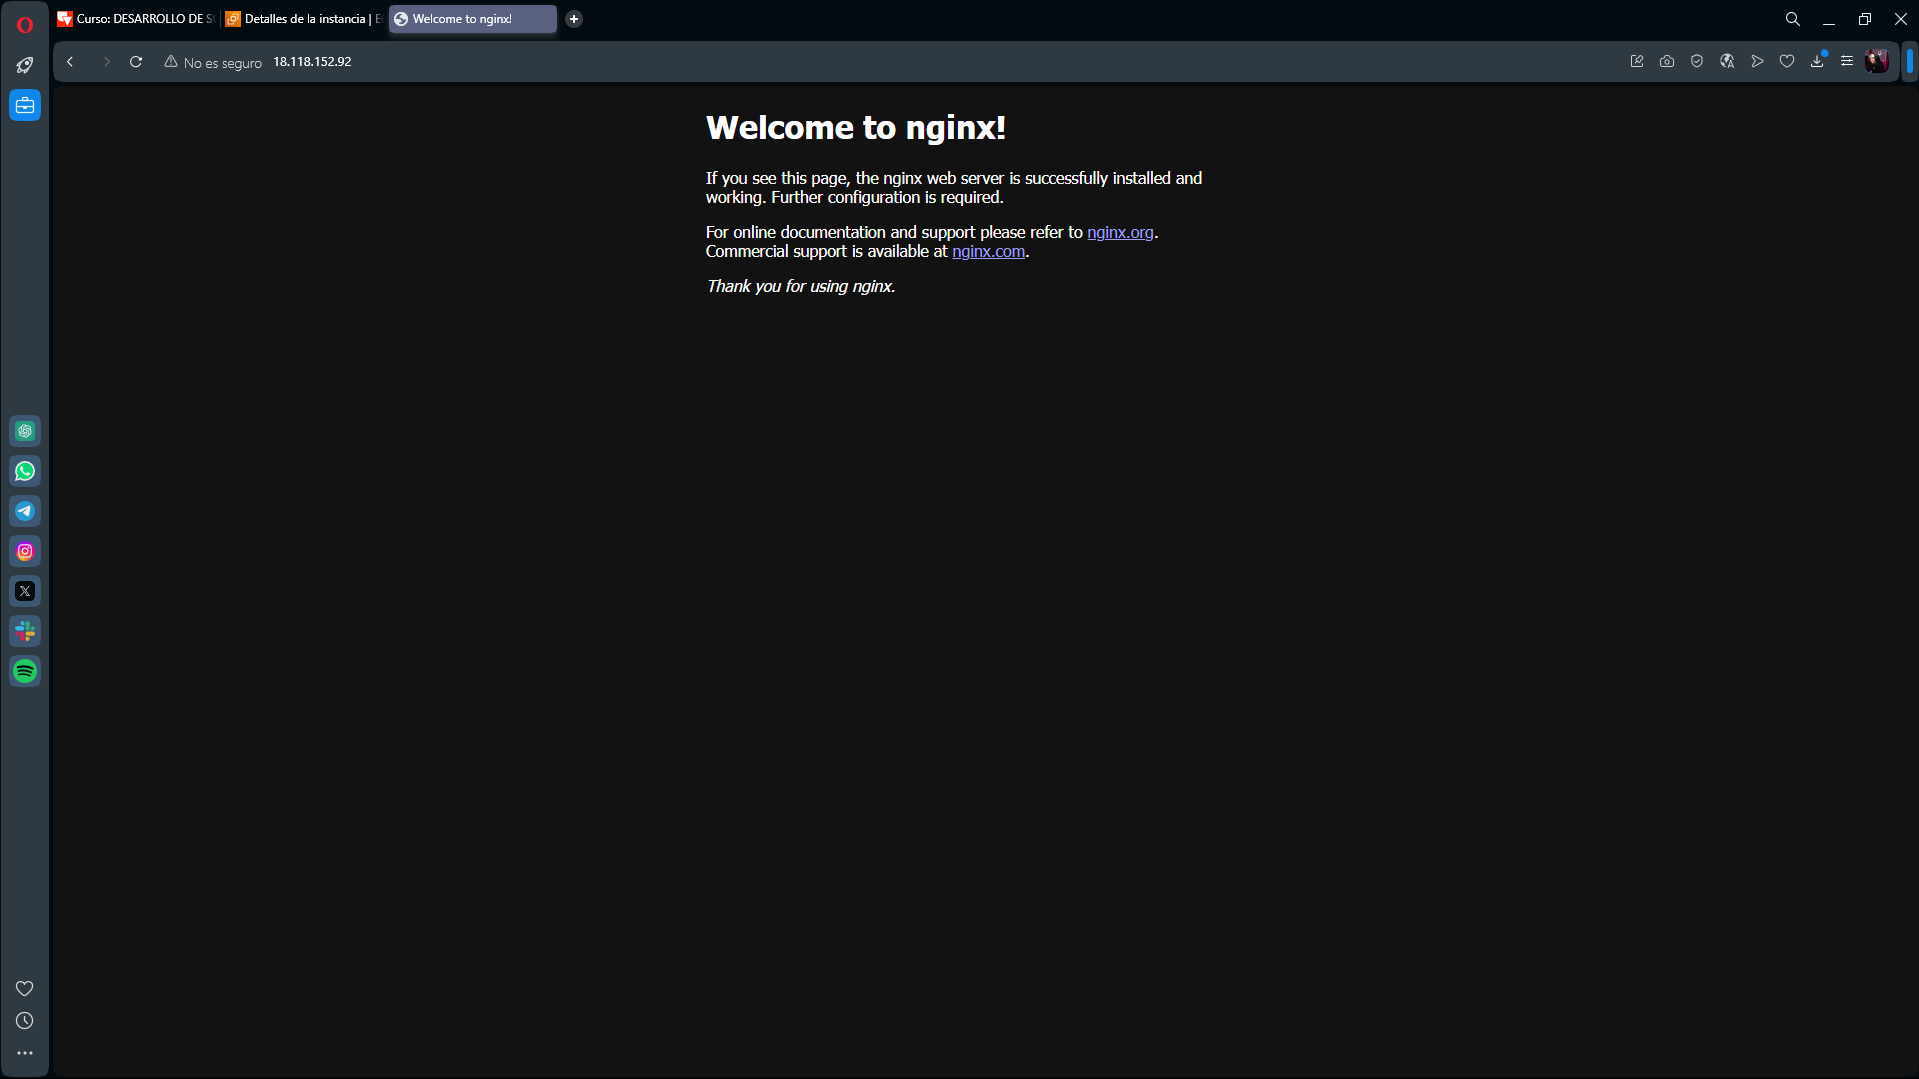 Curso: DESARROLLO DE S
Detalles de la instancia | E
Welcome to nginx!
No es seguro 18.118.152.92
Welcome to nginx!
If you see this page, the nginx web server is successfully installed and
working. Further configuration is required.
For online documentation and support please refer to nginx.org.
Commercial support is available at nginx.com.
Thank you for using nginx.